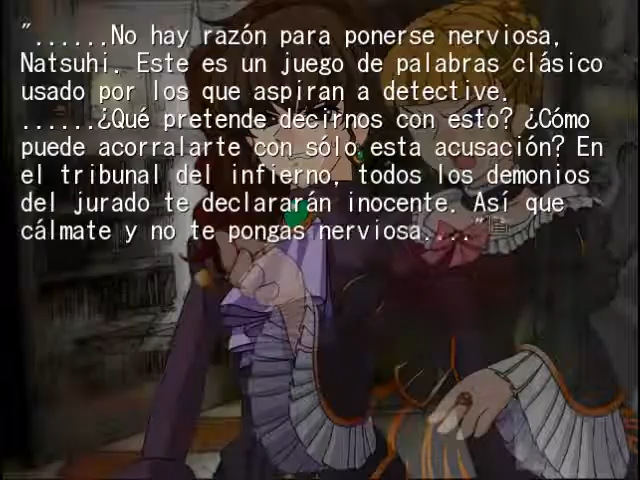 "......No hay razón para ponerse nerviosa,
Natsuhi. Este es un juego de palabras clásico
usado por los que aspiran a detective.
......¿Qué pretende decirnos con esto? ¿Cómo
puede acorralarte con sólo esta acusación? En
el tribunal del infierno, todos los demonios
del jurado te declararán inocente. Así que
cálmate y no te pongas nerviosa...."